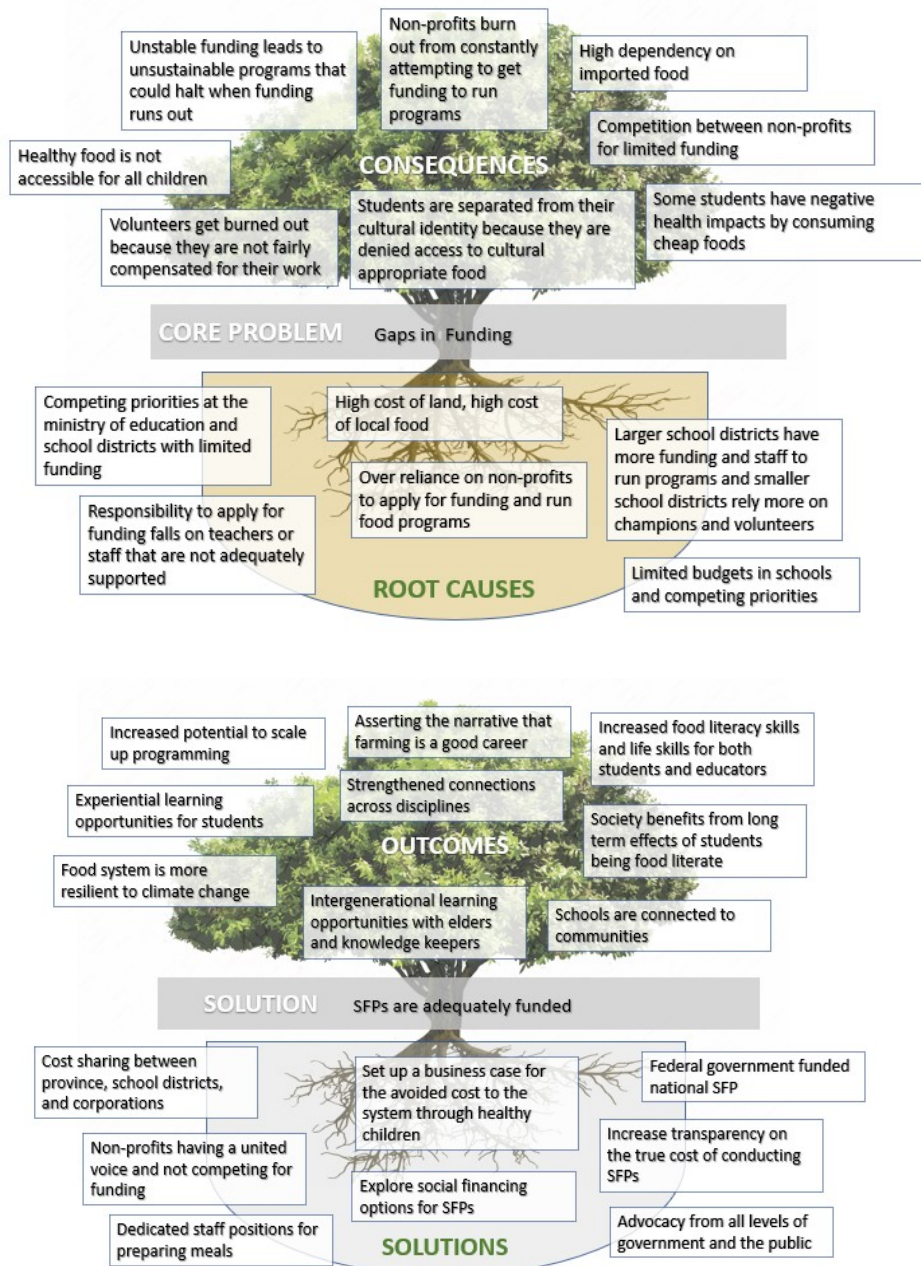 Unstable funding leads to
unsustainable programs that
could halt when funding
runs out
Non-profits burn
out from constantly
attempting to get
funding to run
programs
High dependency on
imported food
Competition between non-profits
for limited funding
Healthy food is not
accessible for all children
CONSEQUENCES
Volunteers get burned out
because they are not fairly
compensated for their work
Students are separated from their
cultural identity because they are
denied access to cultural
appropriate food
Some students have negative
health impacts by consuming
cheap foods
CORE PROBLEM Gaps in Funding
Competing priorities at the
ministry of education and
school districts with limited
funding
High cost of land, high cost
of local food
Larger school districts have
more funding and staff to
run programs and smaller
school districts rely more on
champions and volunteers
Over reliance on non-profits
to apply for funding and run
food programs
Responsibility to apply for
funding falls on teachers or
staff that are not adequately
supported
Limited budgets in schools
and competing priorities
ROOT CAUSES
Increased potential to scale
up programming
Asserting the narrative that
farming is a good career
Increased food literacy skills
and life skills for both
students and educators
Experiential learning
opportunities for students
Strengthened connections
across disciplines
Society benefits from long
term effects of students
being food literate
OUTCOMES
Food system is more
resilient to climate change
Intergenerational learning
opportunities with elders
and knowledge keepers
Schools are connected to
communities
SOLUTION SFPs are adequately funded
Cost sharing between
province, school districts,
and corporations
Set up a business case for
the avoided cost to the
system through healthy
children
Federal government funded
national SFP
Non-profits having a united
voice and not competing for
funding
Increase transparency on
the true cost of conducting
SFPs
Explore social financing
options for SFPs
Dedicated staff positions for
preparing meals
Advocacy from all levels of
government and the public
SOLUTIONS